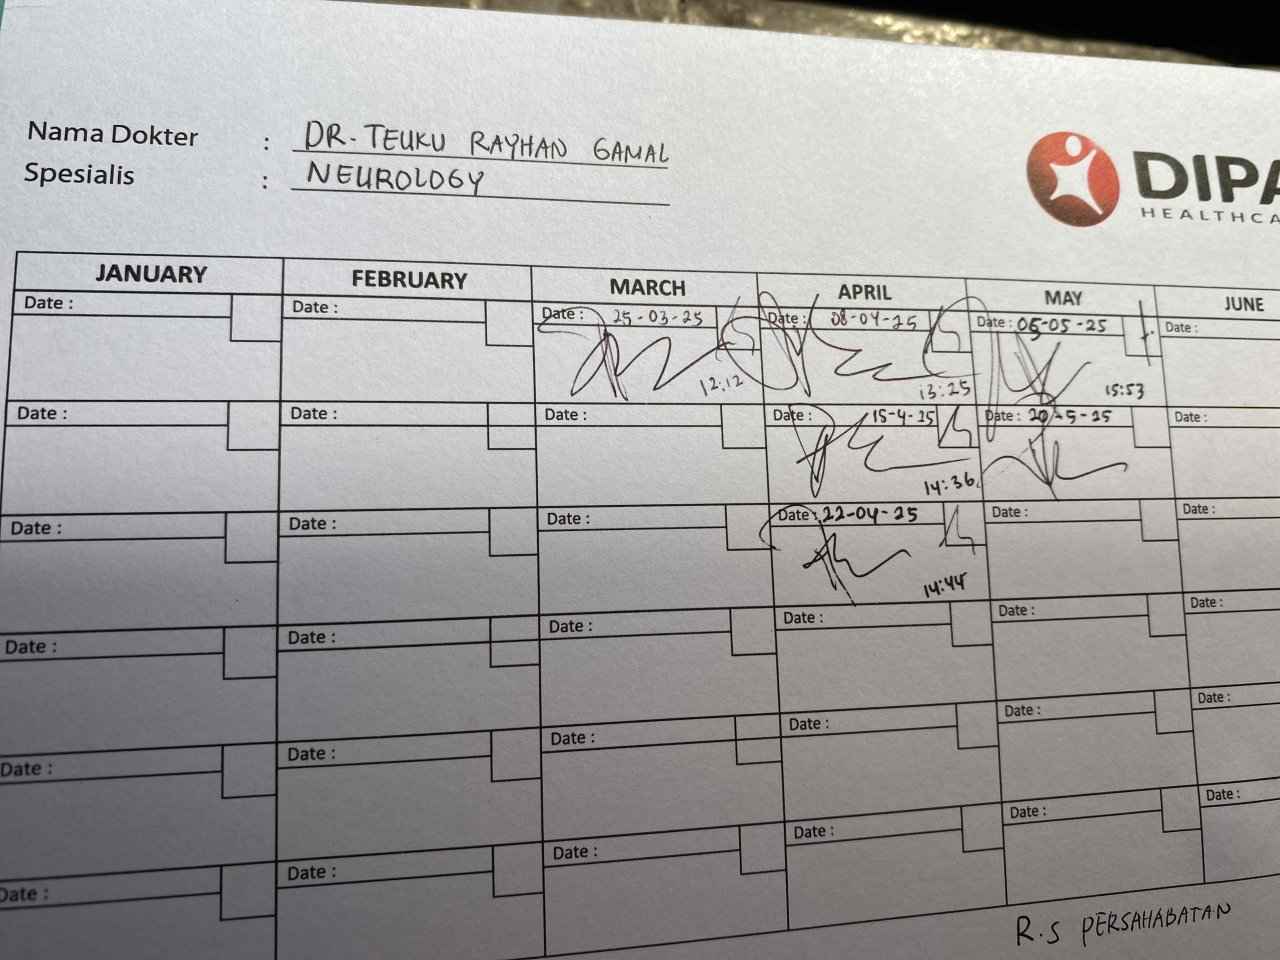 Nama Dokter : DR. TEUKU RAYHAN GAMAL
Spesialis : NEUROLOGY
DIPA
HEALTHCA
JANUARY FEBRUARY MARCH APRIL MAY JUNE
Date : Date : Date : 25-03-25 Date : 08-04-25 Date : 05-05-25 Date :
12:12 13:25 15:53
Date : Date : Date : Date : 15-4-25 Date : 20-5-25 Date :
14:36
Date : Date : Date : Date : 22-04-25 Date : Date :
14:44
Date : Date : Date : Date : Date : Date :
Date : Date : Date : Date : Date : Date :
Date : Date : Date : Date : Date : Date :
R.S PERSAHABATAN